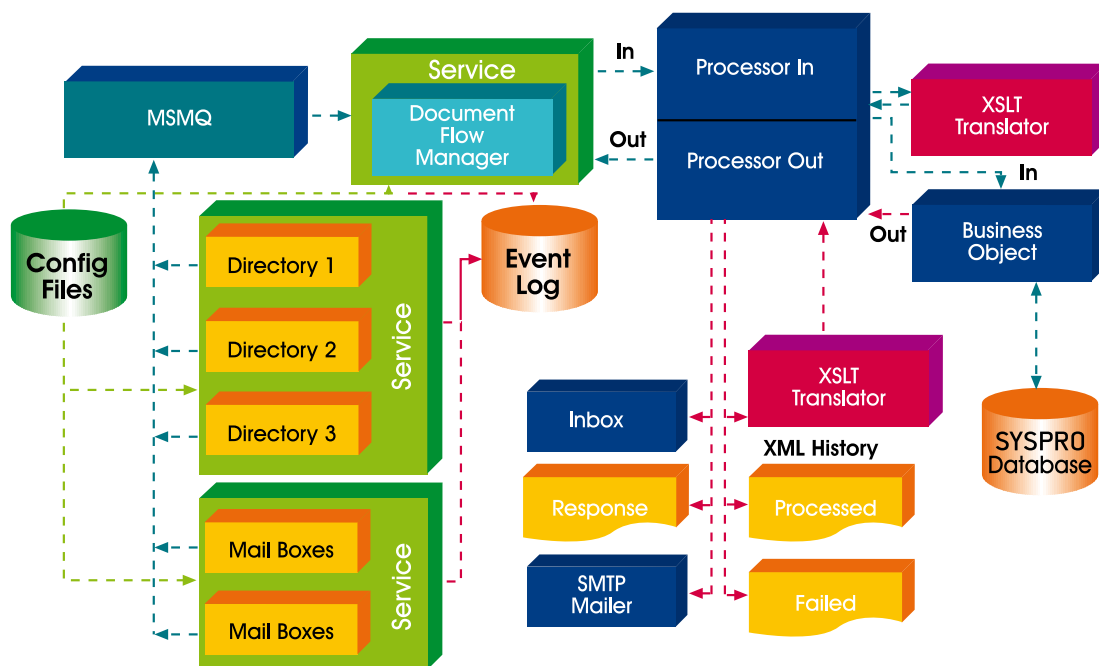 In
Service
Processor In
MSMQ
Document
Flow
Manager
XSLT
Translator
Out
Processor Out
In
Config
Files
Directory 1
Directory 2
Directory 3
Service
Event
Log
Out
Business
Object
XSLT
Translator
Inbox
XML History
SYSPRO
Database
Response
Processed
Mail Boxes
Mail Boxes
Service
SMTP
Mailer
Failed